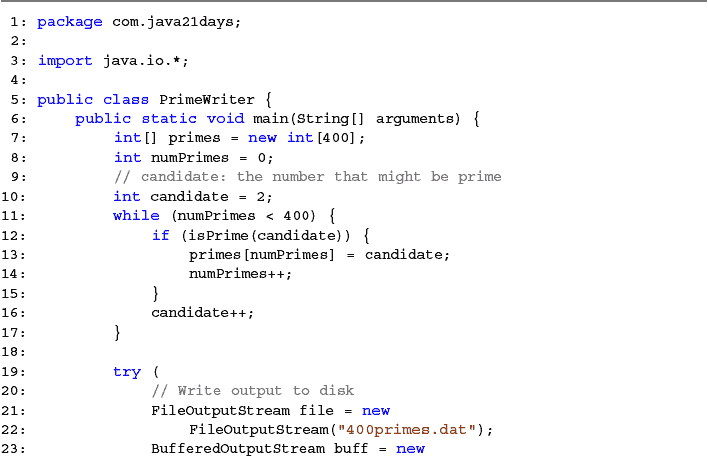 1: package com.java21days;
2:
3: import java.io.*;
4:
5: public class PrimeWriter {
6:     public static void main(String[] arguments) {
7:         int[] primes = new int[400];
8:         int numPrimes = 0;
9:         // candidate: the number that might be prime
10:         int candidate = 2;
11:         while (numPrimes < 400) {
12:             if (isPrime(candidate)) {
13:                 primes[numPrimes] = candidate;
14:                 numPrimes++;
15:             }
16:             candidate++;
17:         }
18:
19:         try (
20:             // Write output to disk
21:             FileOutputStream file = new
22:                 FileOutputStream("400primes.dat");
23:             BufferedOutputStream buff = new